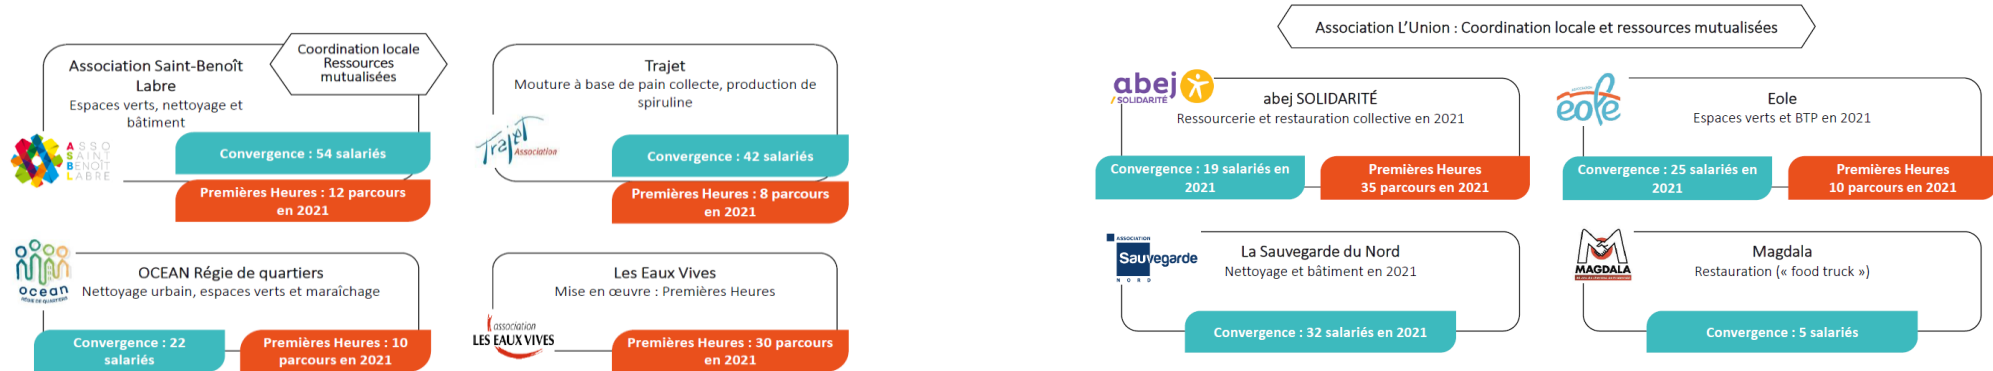 Coordination locale
Ressources
mutualisées
Association Saint-Benoît
Labre
Espaces verts, nettoyage et
bâtiment
ASSO
SAINT
BENOÎT
LABRE
Convergence : 54 salariés
Premières Heures : 12 parcours
en 2021
Trajet
Mouture à base de pain collecte, production de
spiruline
Trajet
Association
Convergence : 42 salariés
Premières Heures : 8 parcours
en 2021
OCEAN Régie de quartiers
Nettoyage urbain, espaces verts et maraîchage
ocean
RÉGIE DE QUARTIERS
Convergence : 22
salariés
Premières Heures : 10
parcours en 2021
Les Eaux Vives
Mise en œuvre : Premières Heures
association
LES EAUX VIVES
Premières Heures : 30 parcours
en 2021
Association L’Union : Coordination locale et ressources mutualisées
abej
/ SOLIDARITÉ
abej SOLIDARITÉ
Ressourcerie et restauration collective en 2021
Convergence : 19 salariés en
2021
Premières Heures
35 parcours en 2021
eole
Eole
Espaces verts et BTP en 2021
Convergence : 25 salariés en
2021
Premières Heures
10 parcours en 2021
ASSOCIATION
Sauvegarde
NORD
La Sauvegarde du Nord
Nettoyage et bâtiment en 2021
Convergence : 32 salariés en 2021
MAGDALA
Magdala
Restauration (« food truck »)
Convergence : 5 salariés